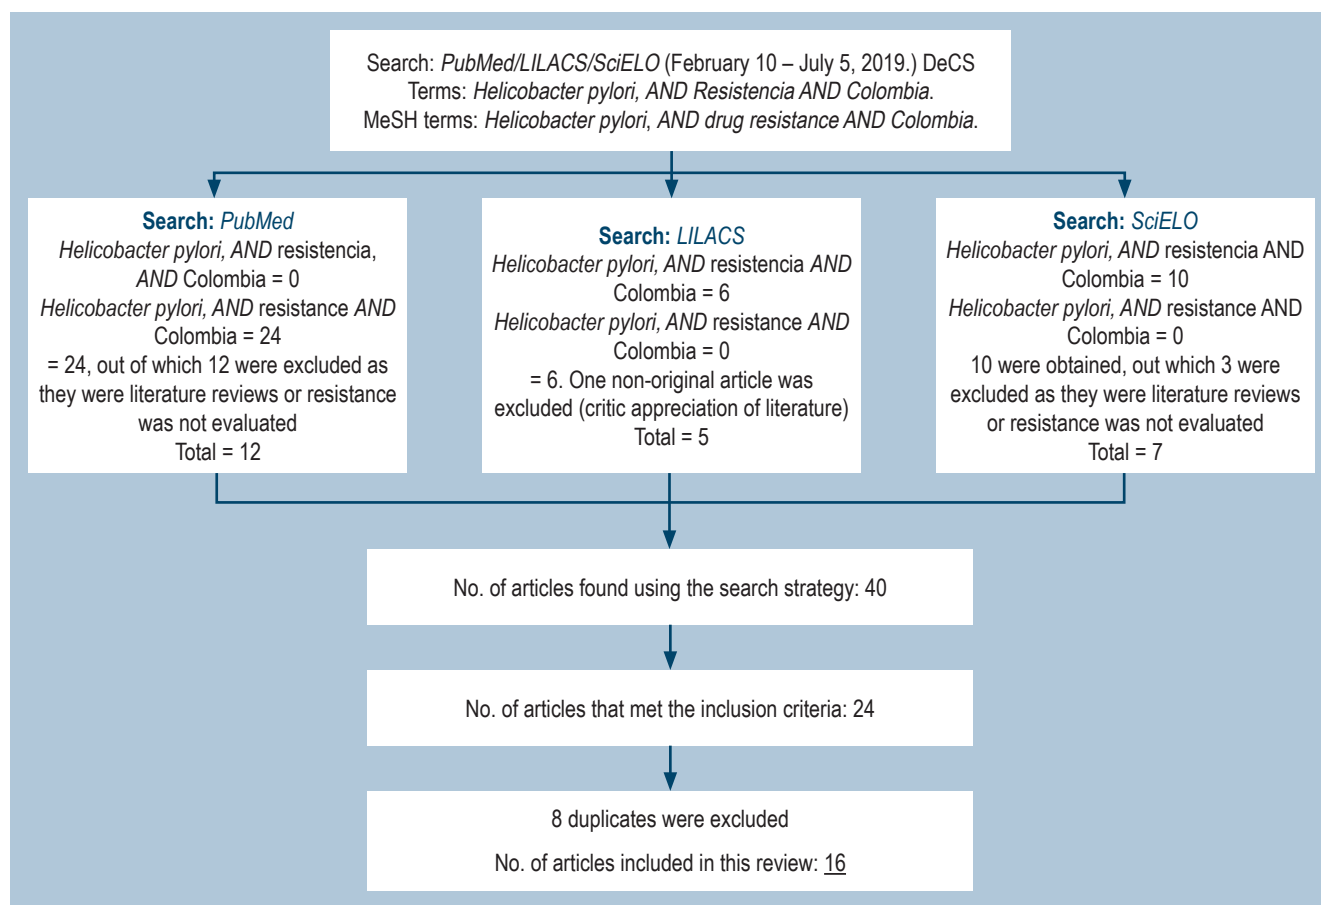 Search: PubMed/LILACS/SciELO (February 10 – July 5, 2019.) DeCS
Terms: Helicobacter pylori, AND Resistencia AND Colombia.
MeSH terms: Helicobacter pylori, AND drug resistance AND Colombia.
Search: PubMed
Helicobacter pylori, AND resistencia,
AND Colombia = 0
Helicobacter pylori, AND resistance AND
Colombia = 24
= 24, out of which 12 were excluded as
they were literature reviews or resistance
was not evaluated
Total = 12
Search: LILACS
Helicobacter pylori, AND resistencia AND
Colombia = 6
Helicobacter pylori, AND resistance AND
Colombia = 0
= 6. One non-original article was
excluded (critic appreciation of literature)
Total = 5
Search: SciELO
Helicobacter pylori, AND resistencia AND
Colombia = 10
Helicobacter pylori, AND resistance AND
Colombia = 0
10 were obtained, out which 3 were
excluded as they were literature reviews
or resistance was not evaluated
Total = 7
No. of articles found using the search strategy: 40
No. of articles that met the inclusion criteria: 24
8 duplicates were excluded
No. of articles included in this review: 16